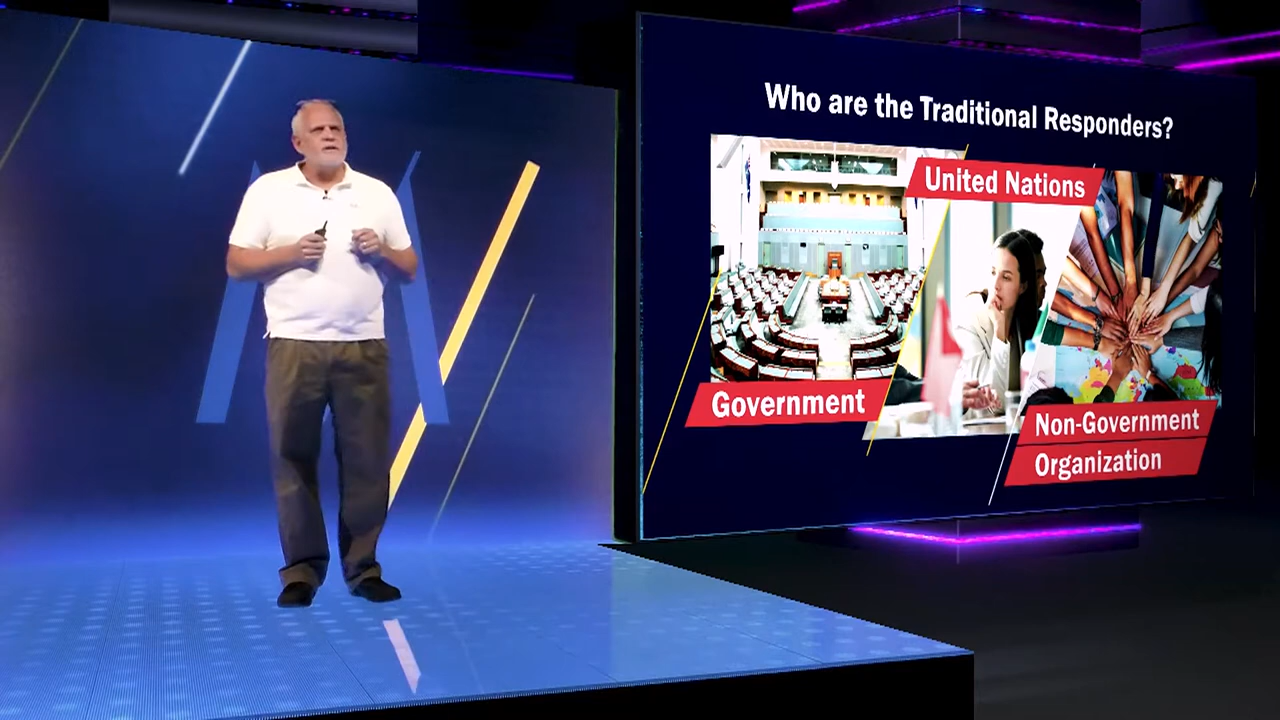 Who are the Traditional Responders?
United Nations
Government
Non-Government
Organization